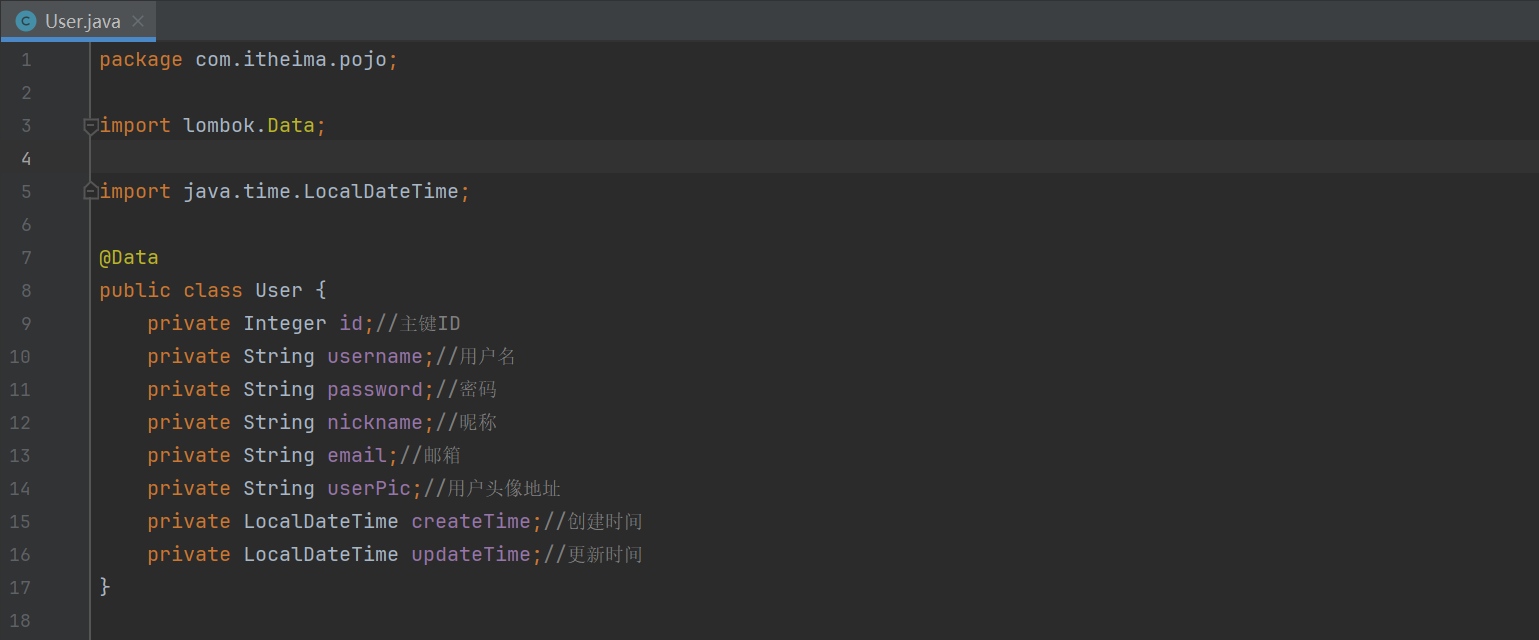 C User.java
1 package com.itheima.pojo;
2
3 import lombok.Data;
4
5 import java.time.LocalDateTime;
6
7 @Data
8 public class User {
9 private Integer id;//主键ID
10 private String username;//用户名
11 private String password;//密码
12 private String nickname;//昵称
13 private String email;//邮箱
14 private String userPic;//用户头像地址
15 private LocalDateTime createTime;//创建时间
16 private LocalDateTime updateTime;//更新时间
17 }
18